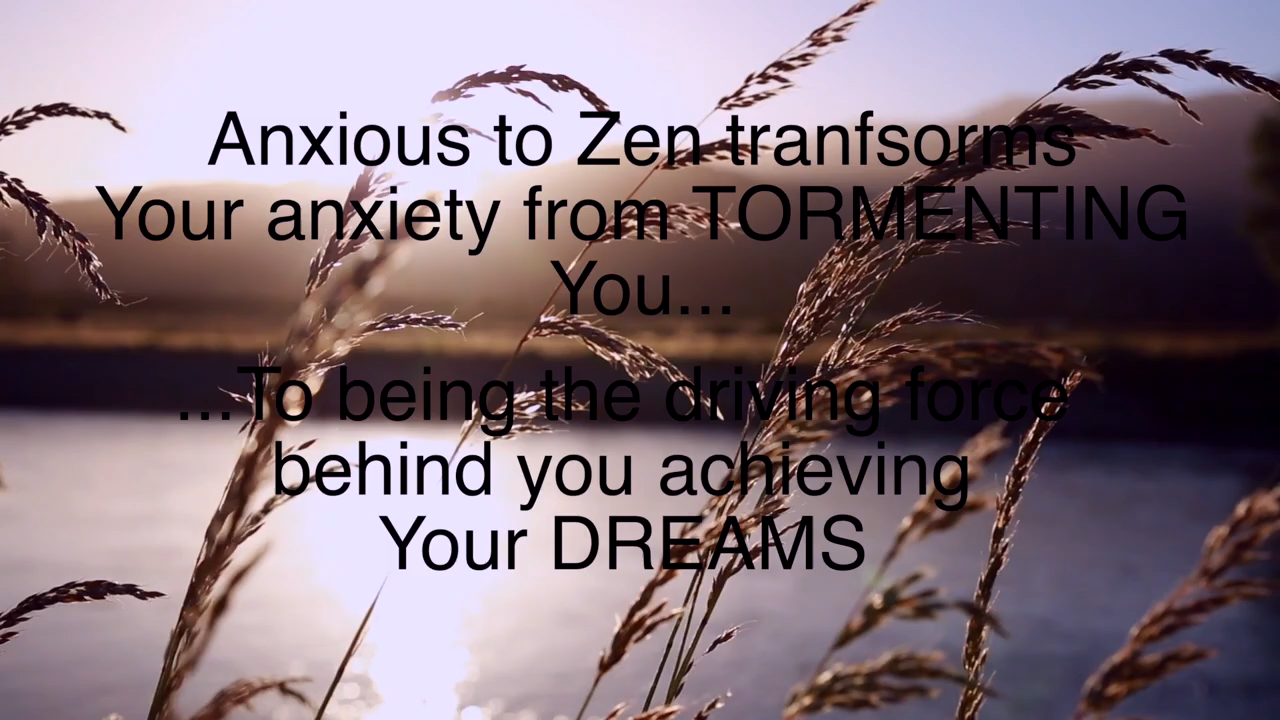 Anxious to Zen tranfsorms
Your anxiety from TORMENTING
You...
...To being the driving force
behind you achieving
Your DREAMS